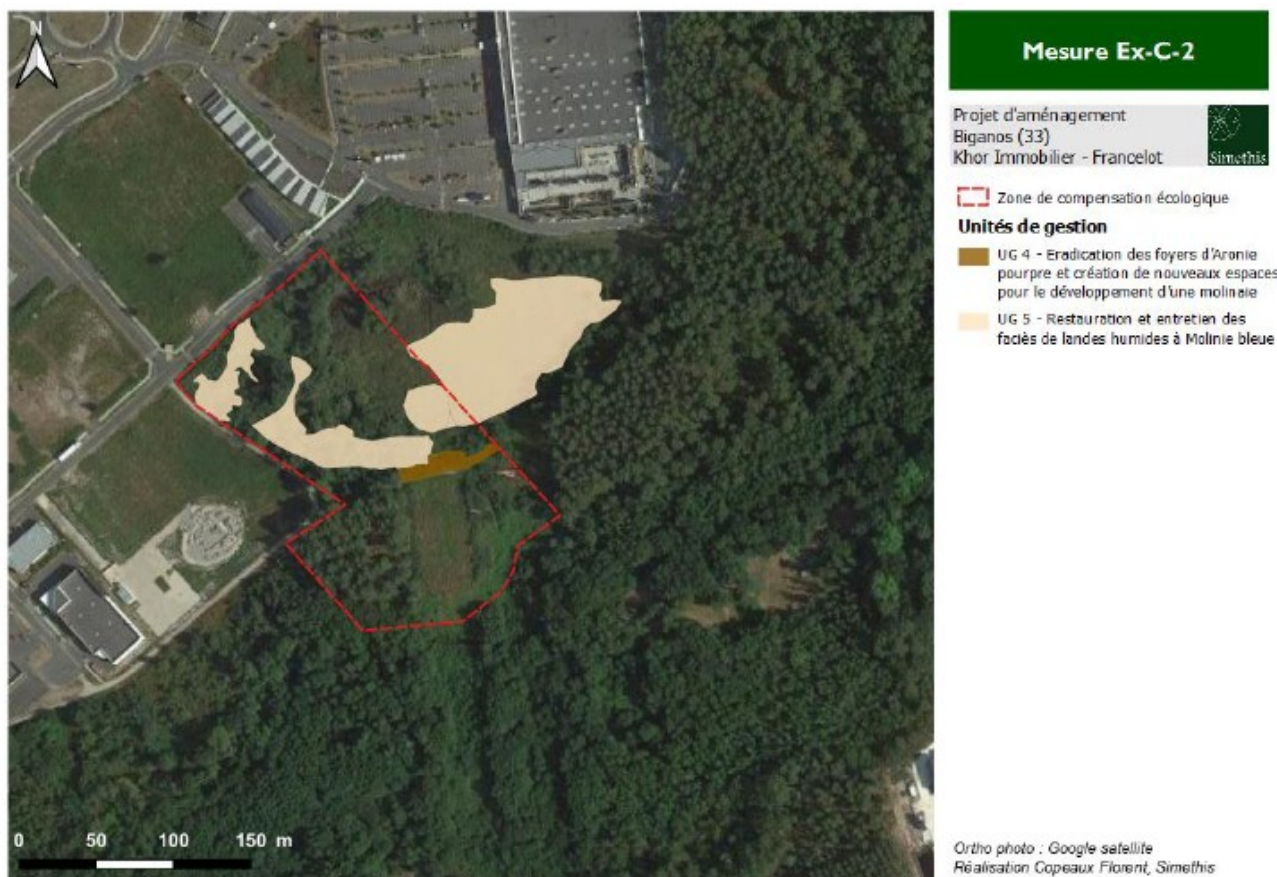 N
Mesure Ex-C-2
Projet d'aménagement
Biganos (33)
Khor Immobilier - Francelot
Simethis
Zone de compensation écologique
Unités de gestion
UG 4 - Eradication des foyers d'Aronie
pourpre et création de nouveaux espaces
pour le développement d'une molinaie
UG 5 - Restauration et entretien des
faciès de landes humides à Molinie bleue
0 50 100 150 m
Ortho photo : Google satellite
Réalisation Copeaux Florent, Simethis